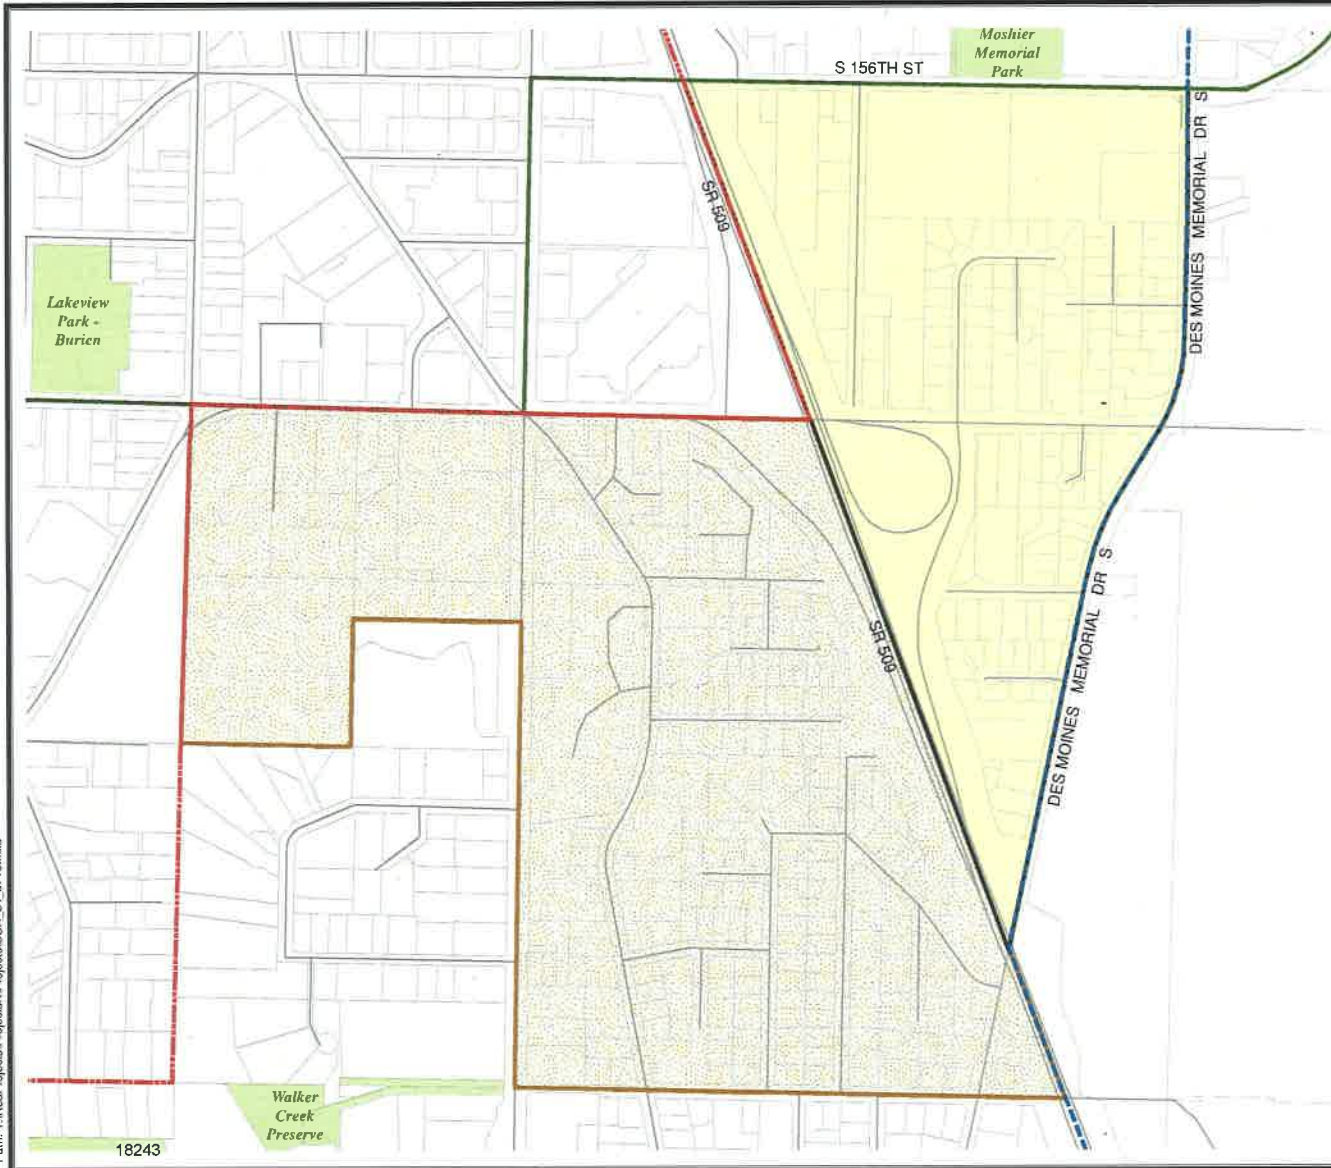 Moshier
Memorial
Park
S 156TH ST
DES MOINES MEMORIAL DR S
SR 509
Lakeview
Park -
Burien
DES MOINES MEMORIAL DR S
SR 509
Walker
Creek
Preserve
18243